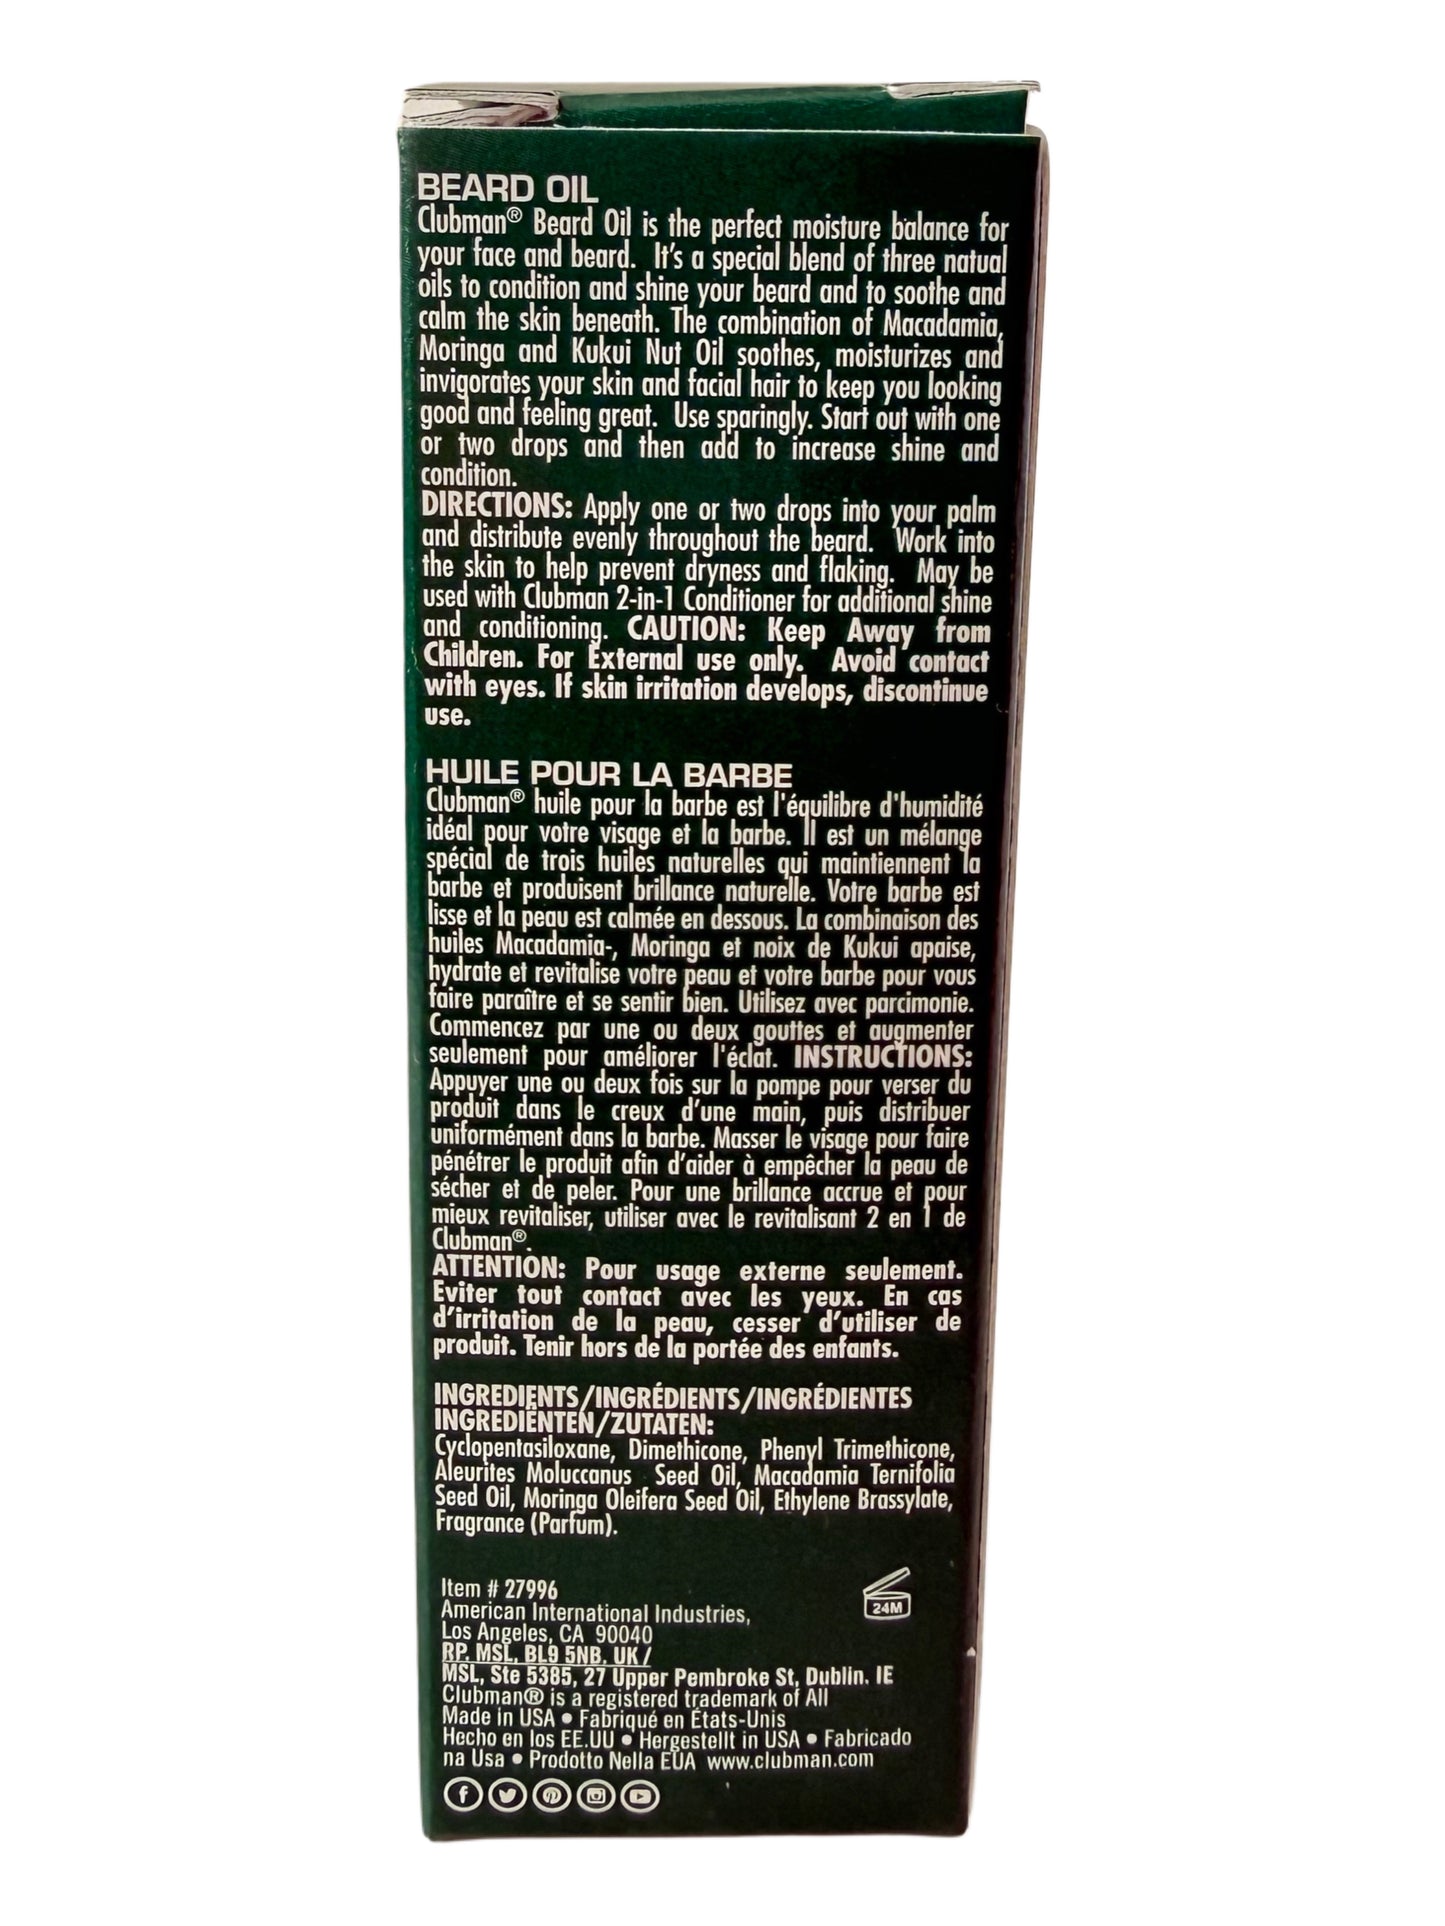 BEARD OIL
Clubman® Beard Oil is the perfect moisture balance for
your face and beard. It's a special blend of three natual
oils to condition and shine your beard and to soothe and
calm the skin beneath. The combination of Macadamia,
Moringa and Kukui Nut Oil soothes, moisturizes and
invigorates your skin and facial hair to keep you looking
good and feeling great. Use sparingly. Start out with one
or two drops and then add to increase shine and
condition.
DIRECTIONS: Apply one or two drops into your palm
and distribute evenly throughout the beard. Work into
the skin to help prevent dryness and flaking. May be
used with Clubman 2-in-1 Conditioner for additional shine
and conditioning. CAUTION: Keep Away from
Children. For External use only. Avoid contact
with eyes. If skin irritation develops, discontinue
use.
HUILE POUR LA BARBE
Clubman® huile pour la barbe est l'équilibre d'humidité
idéal pour votre visage et la barbe. Il est un mélange
spécial de trois huiles naturelles qui maintiennent la
barbe et produisent brillance naturelle. Votre barbe est
lisse et la peau est calmée en dessous. La combinaison des
huiles Macadamia-, Moringa et noix de Kukui apaise,
hydrate et revitalise votre peau et votre barbe pour vous
faire paraître et se sentir bien. Utilisez avec parcimonie.
Commencez par une ou deux gouttes et augmenter
seulement pour améliorer l'éclat. INSTRUCTIONS:
Appuyer une ou deux fois sur la pompe pour verser du
produit dans le creux d'une main, puis distribuer
uniformément dans la barbe. Masser le visage pour faire
pénétrer le produit afin d'aider à empêcher la peau de
sécher et de peler. Pour une brillance accrue et pour
mieux revitaliser, utiliser avec le revitalisant 2 en 1 de
Clubman®.
ATTENTION: Pour usage externe seulement.
Eviter tout contact avec les yeux. En cas
d'irritation de la peau, cesser d'utiliser de
produit. Tenir hors de la portée des enfants.
INGREDIENTS/INGRÉDIENTS/INGRÉDIENTES
INGREDIËNTEN/ZUTATEN:
Cyclopentasiloxane, Dimethicone, Phenyl Trimethicone,
Aleurites Moluccanus Seed Oil, Macadamia Ternifolia
Seed Oil, Moringa Oleifera Seed Oil, Ethylene Brassylate,
Fragrance (Parfum).
24M
Item # 27996
American International Industries,
Los Angeles, CA 90040
RP. MSL, BL9 5NB. UK /
MSL, Ste 5385, 27 Upper Pembroke St, Dublin. IE
Clubman® is a registered trademark of AII
Made in USA • Fabriqué en États-Unis
Hecho en los EE.UU • Hergestellt in USA • Fabricado
na Usa • Prodotto Nella EUA www.clubman.com